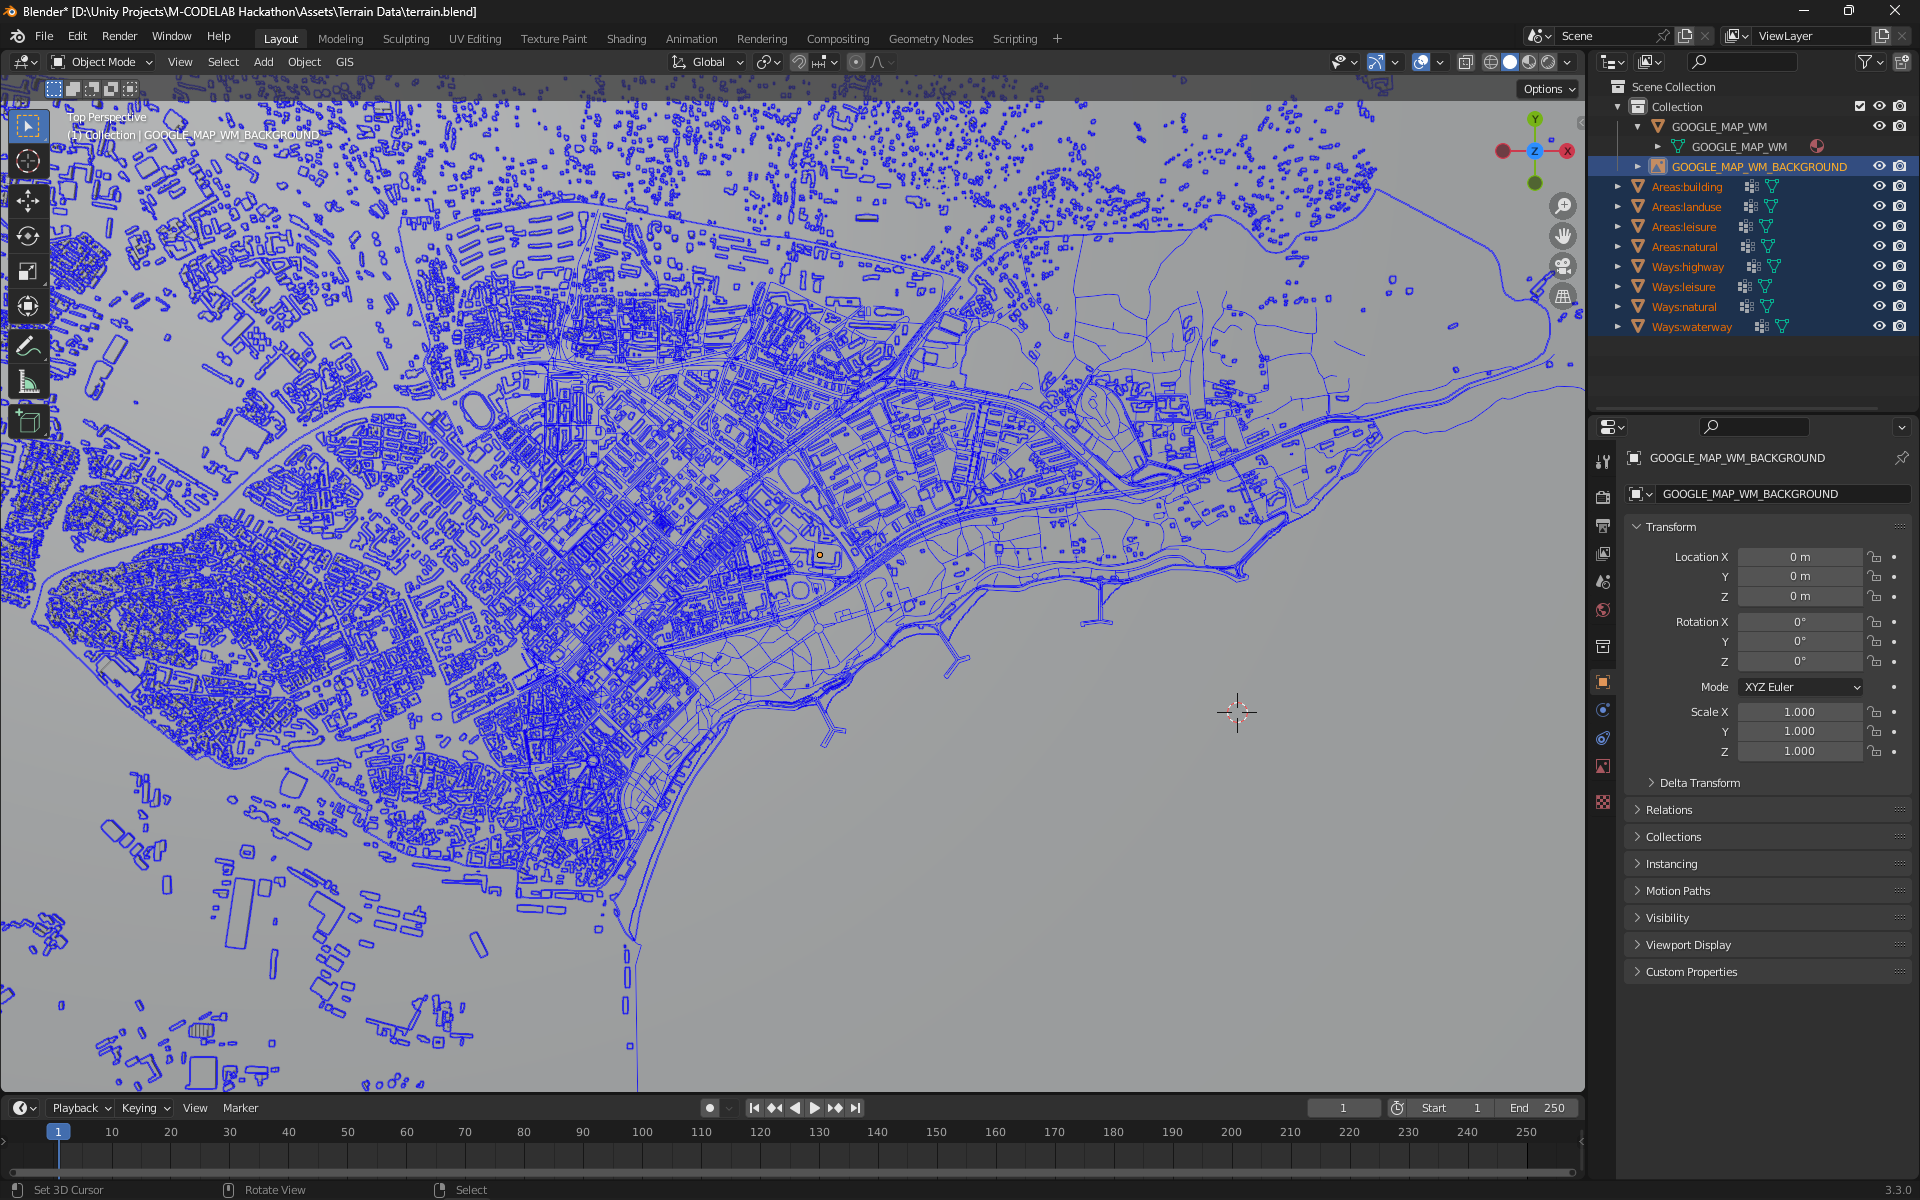 Blender* [D:\Unity Projects\M-CODELAB Hackathon\Assets\Terrain Data\terrain.blend]
File Edit Render Window Help Layout Modeling Sculpting UV Editing Texture Paint Shading Animation Rendering Compositing Geometry Nodes Scripting + Scene ViewLayer
Object Mode View Select Add Object GIS Global
Options
Top Perspective
(1) Collection | GOOGLE_MAP_WM_BACKGROUND
Y
Z
X
Scene Collection
Collection
GOOGLE_MAP_WM
GOOGLE_MAP_WM
GOOGLE_MAP_WM_BACKGROUND
Areas:building
Areas:landuse
Areas:leisure
Areas:natural
Ways:highway
Ways:leisure
Ways:natural
Ways:waterway
GOOGLE_MAP_WM_BACKGROUND
GOOGLE_MAP_WM_BACKGROUND
Transform
Location X 0 m
Y 0 m
Z 0 m
Rotation X 0°
Y 0°
Z 0°
Mode XYZ Euler
Scale X 1.000
Y 1.000
Z 1.000
Delta Transform
Relations
Collections
Instancing
Motion Paths
Visibility
Viewport Display
Custom Properties
Playback Keying View Marker 1 Start 1 End 250
1 10 20 30 40 50 60 70 80 90 100 110 120 130 140 150 160 170 180 190 200 210 220 230 240 250
Set 3D Cursor Rotate View Select 3.3.0